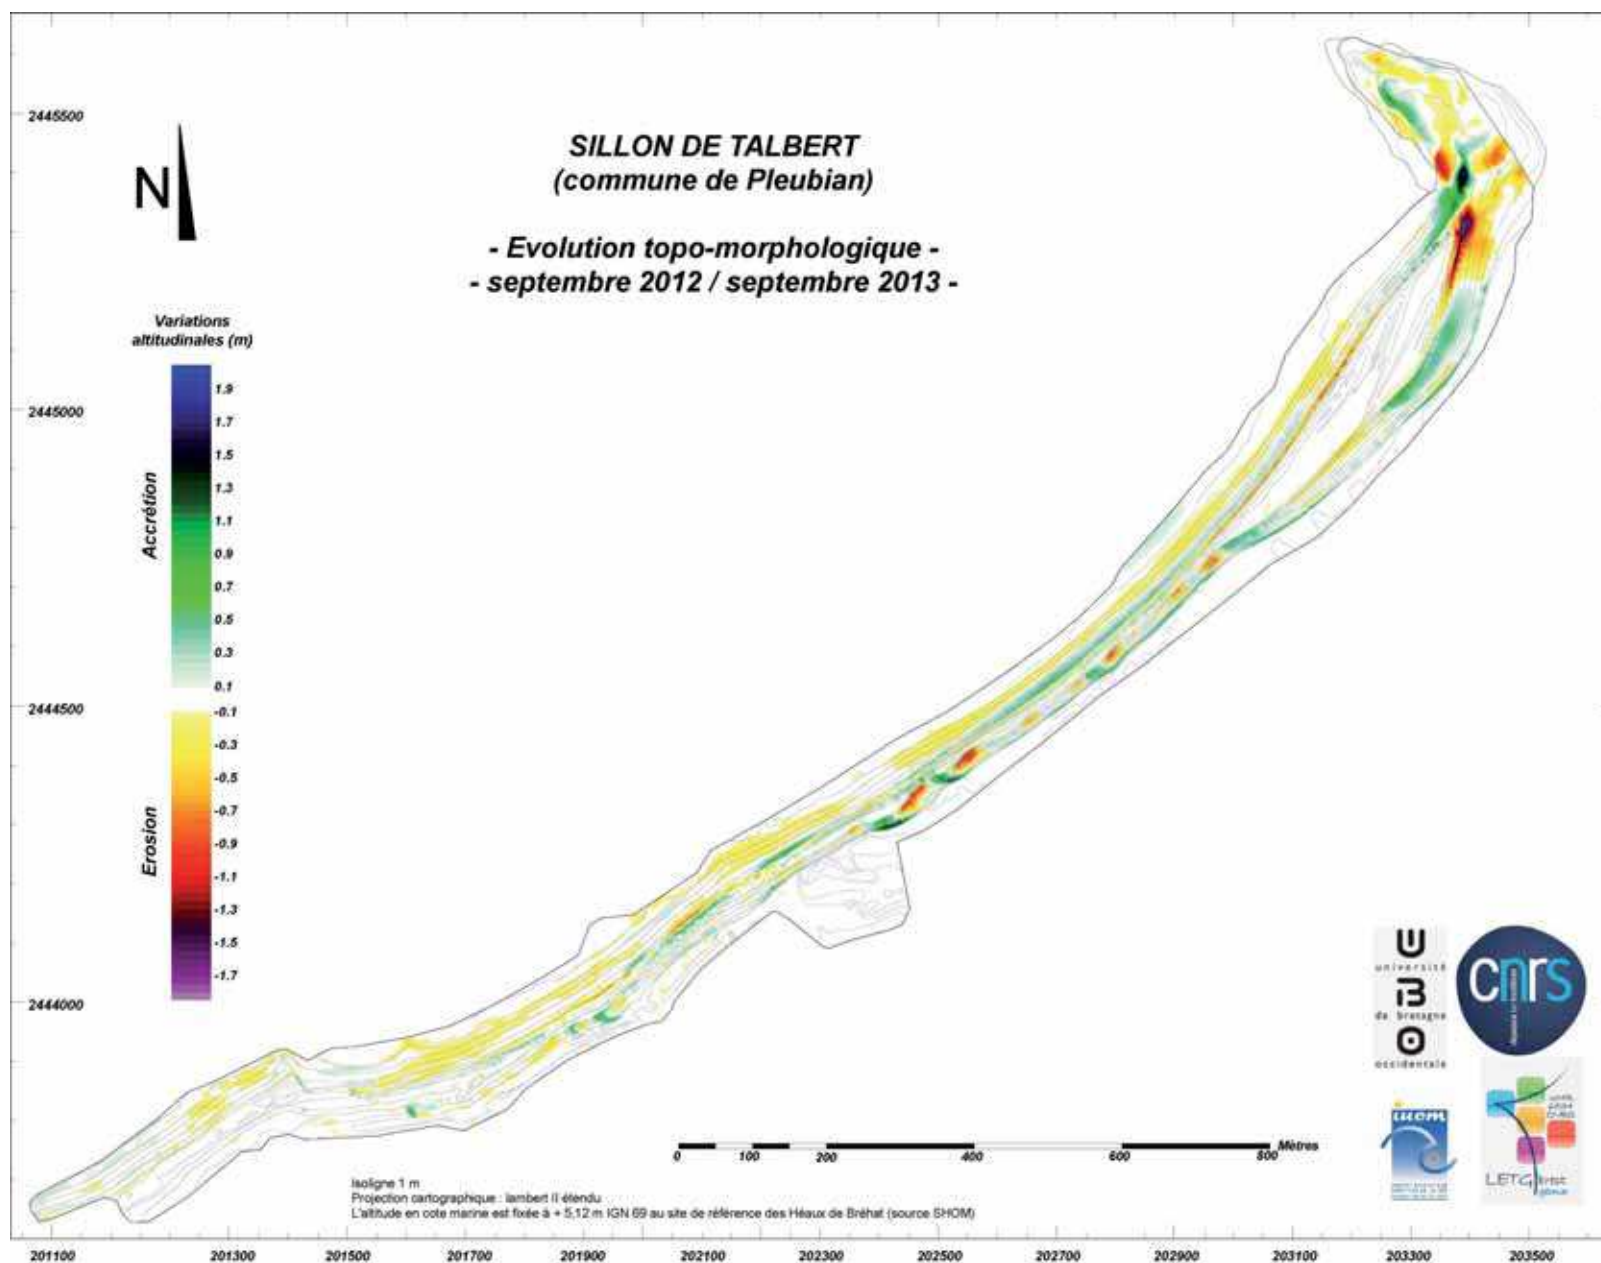 SILLON DE TALBERT
(commune de Pleubian)
- Evolution topo-morphologique -
- septembre 2012 / septembre 2013 -
N
Variations
altitudinales (m)
Accrétion
1.9
1.7
1.5
1.3
1.1
0.9
0.7
0.5
0.3
0.1
Erosion
-0.1
-0.3
-0.5
-0.7
-0.9
-1.1
-1.3
-1.5
-1.7
2445500
2445000
2444500
2444000
université
de bretagne
occidentale
UBO
cnrs
iuem
LETG Brest
0 100 200 400 600 800 Mètres
Isoligne 1 m
Projection cartographique : lambert II étendu
L'altitude en cote marine est fixée à + 5,12 m IGN 69 au site de référence des Héaux de Bréhat (source SHOM)
201100 201300 201500 201700 201900 202100 202300 202500 202700 202900 203100 203300 203500